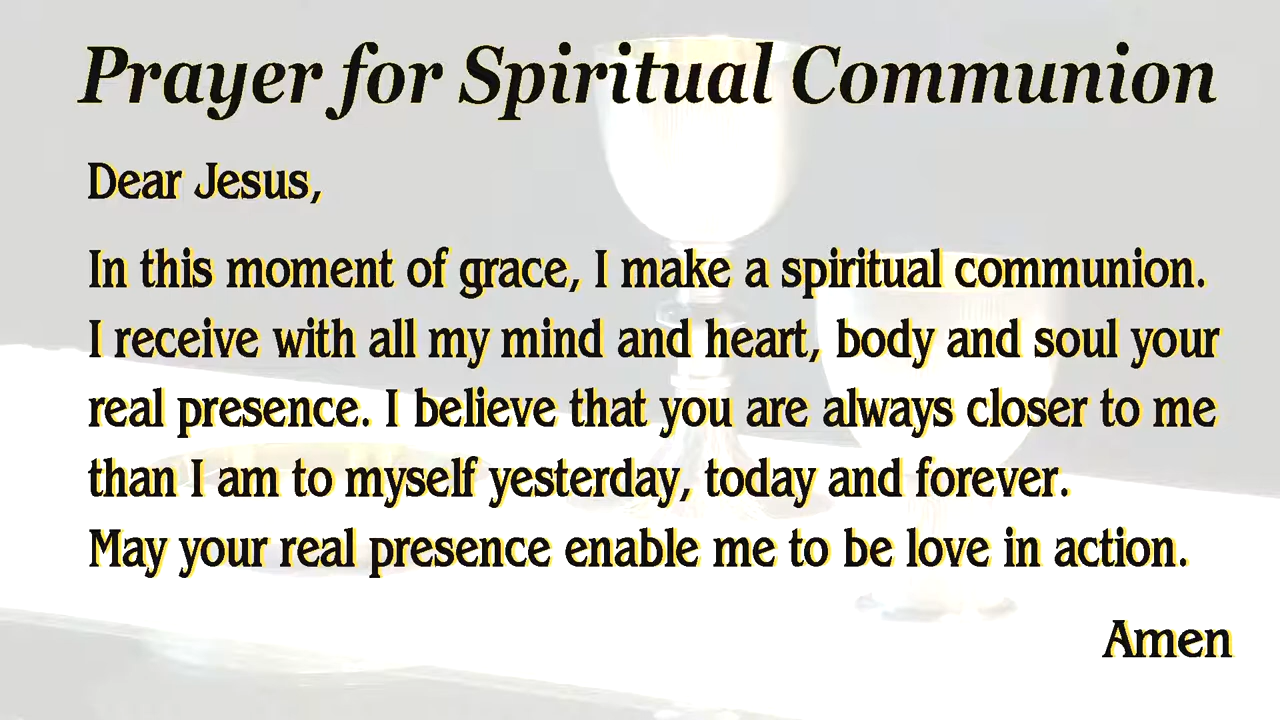 Prayer for Spiritual Communion
Dear Jesus,
In this moment of grace, I make a spiritual communion.
I receive with all my mind and heart, body and soul your
real presence. I believe that you are always closer to me
than I am to myself yesterday, today and forever.
May your real presence enable me to be love in action.
Amen